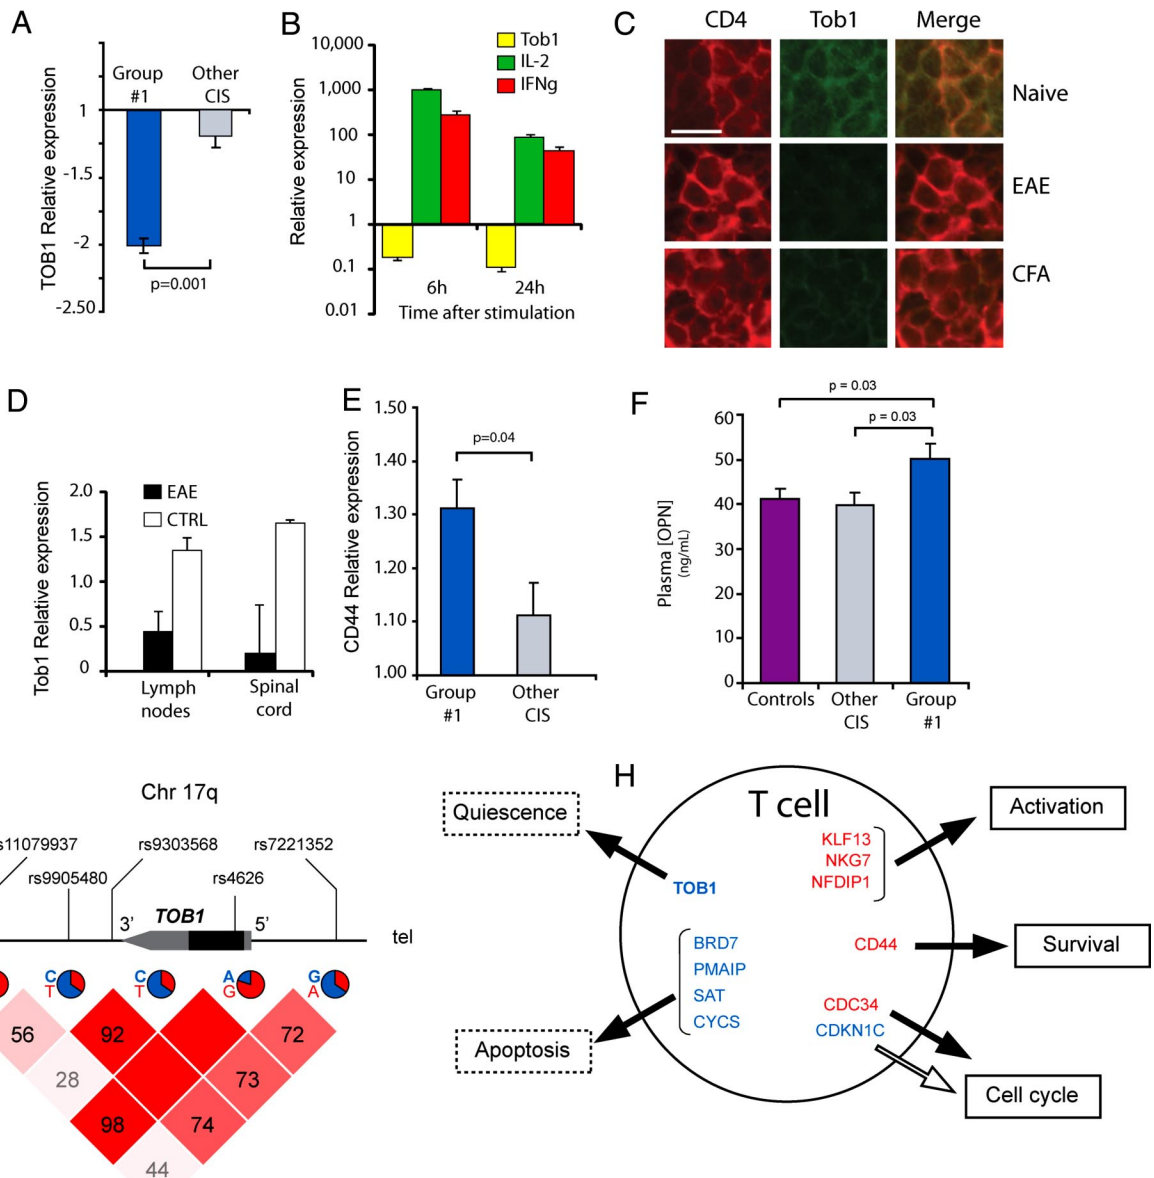 A
Group
#1
Other
CIS
1
-1.5
-2
-2.50
TOB1 Relative expression
p=0.001
B
10,000
1,000
100
10
1
0.1
0.01
Relative expression
Tob1
IL-2
IFNg
6h
24h
Time after stimulation
C
CD4
Tob1
Merge
Naive
EAE
CFA
D
2.0
1.5
1.0
0.5
0
Tob1 Relative expression
EAE
CTRL
Lymph
nodes
Spinal
cord
E
1.50
1.40
1.30
1.20
1.10
1.00
CD44 Relative expression
p=0.04
Group
#1
Other
CIS
F
p = 0.03
p = 0.03
60
50
40
30
20
10
0
Plasma [OPN]
(ng/mL)
Controls
Other
CIS
Group
#1
Chr 17q
s11079937
rs9303568
rs7221352
rs9905480
rs4626
3’
TOB1
5’
tel
C
T
C
T
A
G
G
A
56
92
72
28
73
98
74
44
H
T cell
Quiescence
Activation
KLF13
NKG7
NFDIP1
TOB1
BRD7
PMAIP
SAT
CYCS
CD44
Survival
CDC34
CDKN1C
Apoptosis
Cell cycle